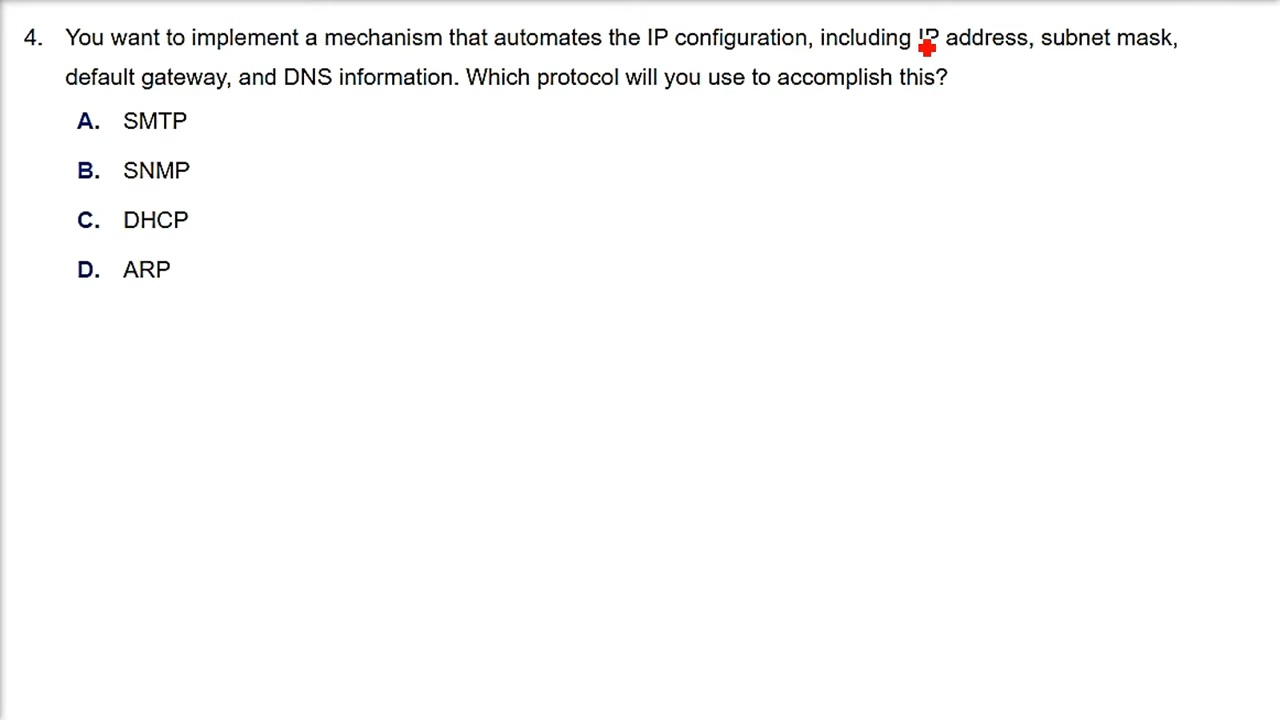 4. You want to implement a mechanism that automates the IP configuration, including IP address, subnet mask,
default gateway, and DNS information. Which protocol will you use to accomplish this?
A. SMTP
B. SNMP
C. DHCP
D. ARP